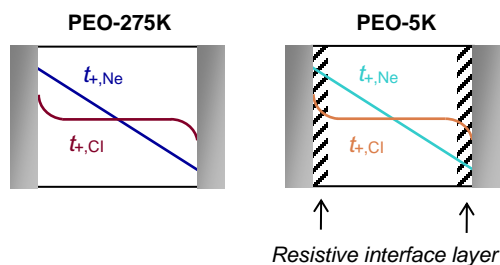 PEO-275K
PEO-5K
t+,Ne
t+,Ne
t+,Cl
t+,Cl
Resistive interface layer